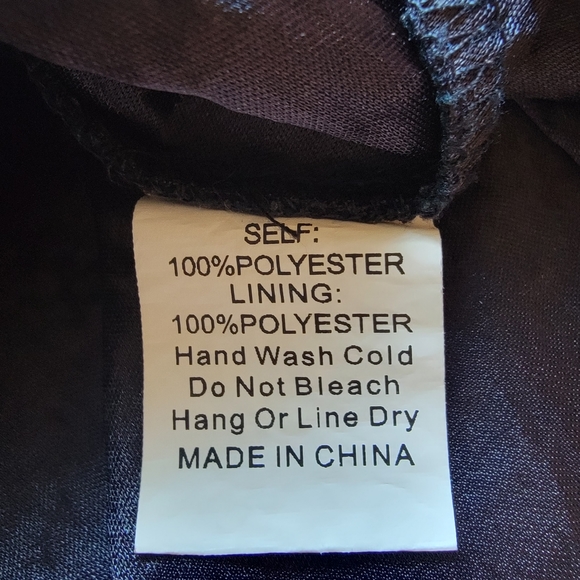 SELF:
100%POLYESTER
LINING:
100%POLYESTER
Hand Wash Cold
Do Not Bleach
Hang Or Line Dry
MADE IN CHINA